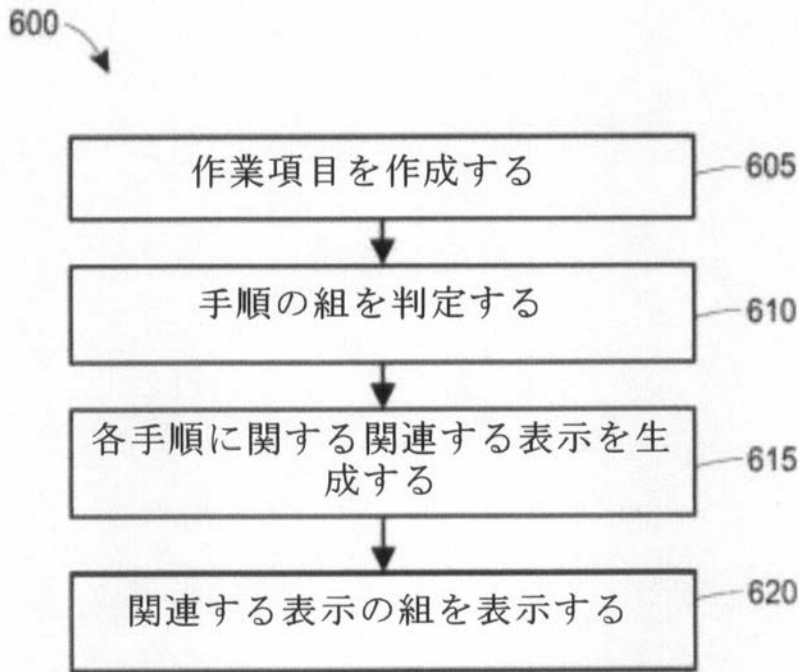 600
作業項目を作成する
605
手順の組を判定する
610
各手順に関する関連する表示を生
成する
615
関連する表示の組を表示する
620